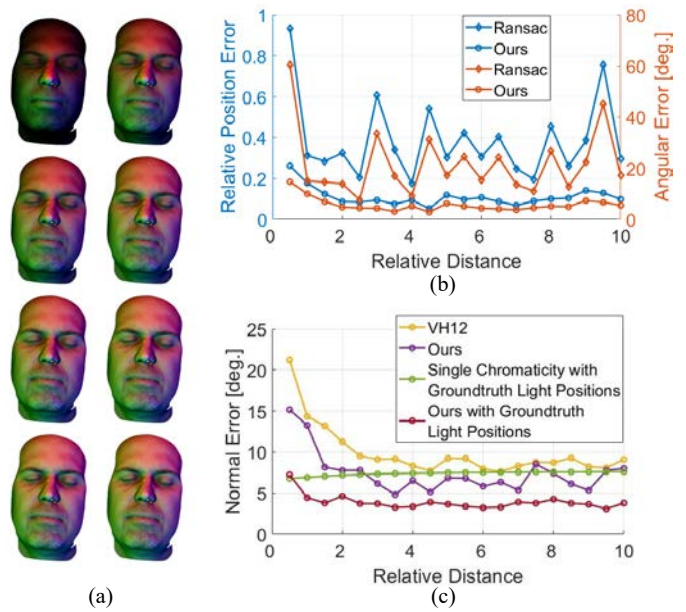 1
0.8
0.6
0.4
0.2
0
Relative Position Error
80
60
40
20
0
Angular Error [deg.]
Ransac
Ours
Ransac
Ours
0 2 4 6 8 10
Relative Distance
(b)
25
20
15
10
5
0
Normal Error [deg.]
VH12
Ours
Single Chromaticity with
Groundtruth Light Positions
Ours with Groundtruth
Light Positions
0 2 4 6 8 10
Relative Distance
(a)
(c)